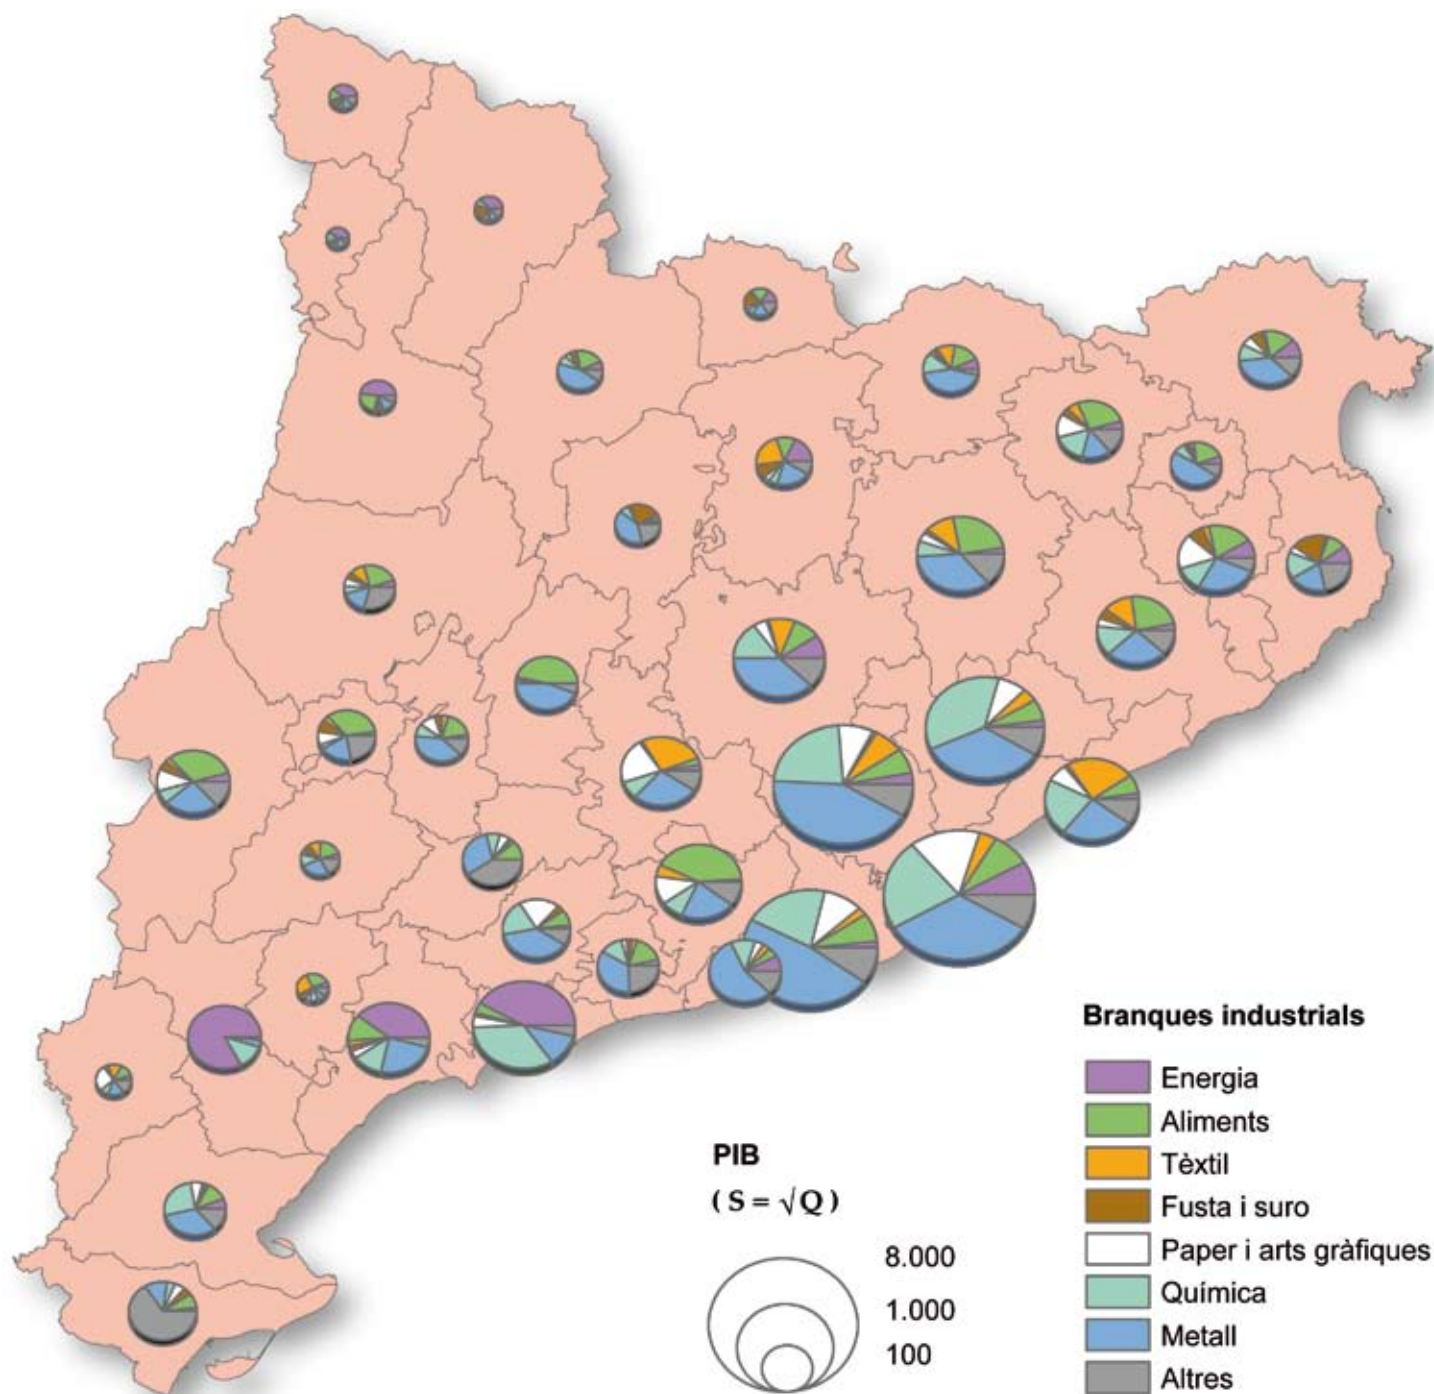 PIB
( S = √Q )
8.000
1.000
100
Branques industrials
Energia
Aliments
Tèxtil
Fusta i suro
Paper i arts gràfiques
Química
Metall
Altres